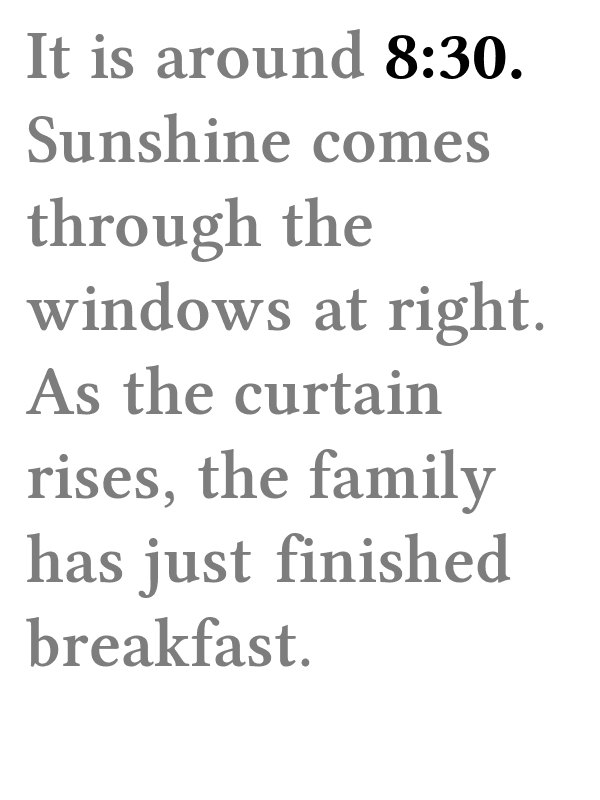 It is around 8:30.
Sunshine comes
through the
windows at right.
As the curtain
rises, the family
has just finished
breakfast.